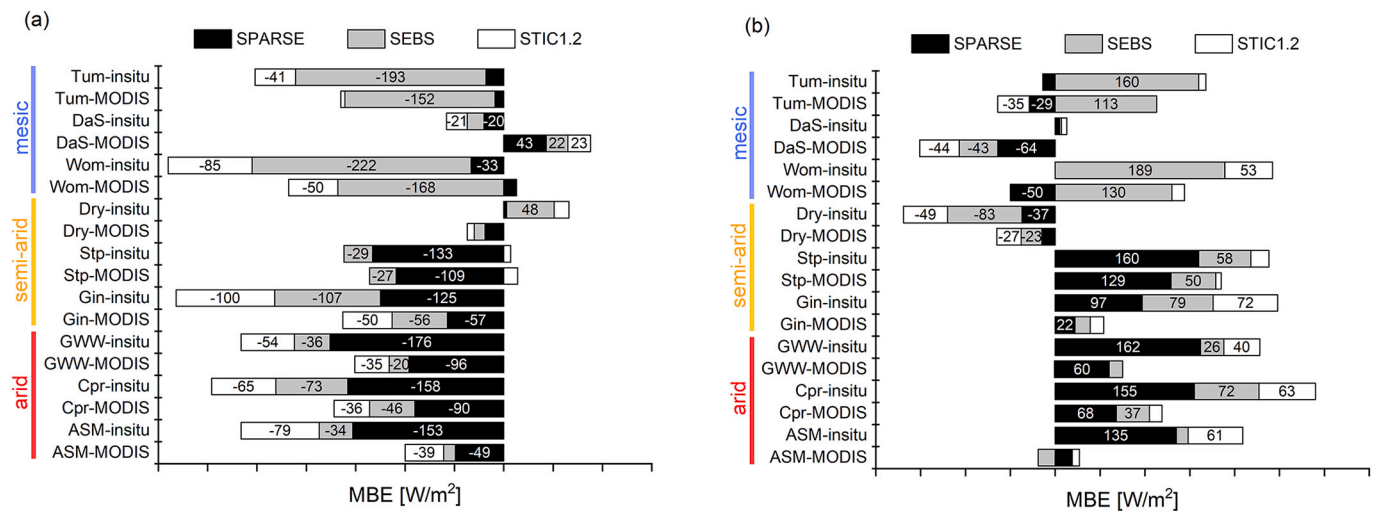 (a)
SPARSE SEBS STIC1.2
mesic
semi-arid
arid
Tum-insitu -41 -193
Tum-MODIS -152
DaS-insitu -21 -20
DaS-MODIS 43 22 23
Wom-insitu -85 -222 -33
Wom-MODIS -50 -168
Dry-insitu 48
Dry-MODIS
Stp-insitu -29 -133
Stp-MODIS -27 -109
Gin-insitu -100 -107 -125
Gin-MODIS -50 -56 -57
GWW-insitu -54 -36 -176
GWW-MODIS -35 -20 -96
Cpr-insitu -65 -73 -158
Cpr-MODIS -36 -46 -90
ASM-insitu -79 -34 -153
ASM-MODIS -39 -49
MBE [W/m²]
(b)
SPARSE SEBS STIC1.2
mesic
semi-arid
arid
Tum-insitu 160
Tum-MODIS -35 -29 113
DaS-insitu
DaS-MODIS -44 -43 -64
Wom-insitu 189 53
Wom-MODIS -50 130
Dry-insitu -49 -83 -37
Dry-MODIS -27 -23
Stp-insitu 160 58
Stp-MODIS 129 50
Gin-insitu 97 79 72
Gin-MODIS 22
GWW-insitu 162 26 40
GWW-MODIS 60
Cpr-insitu 155 72 63
Cpr-MODIS 68 37
ASM-insitu 135 61
ASM-MODIS
MBE [W/m²]